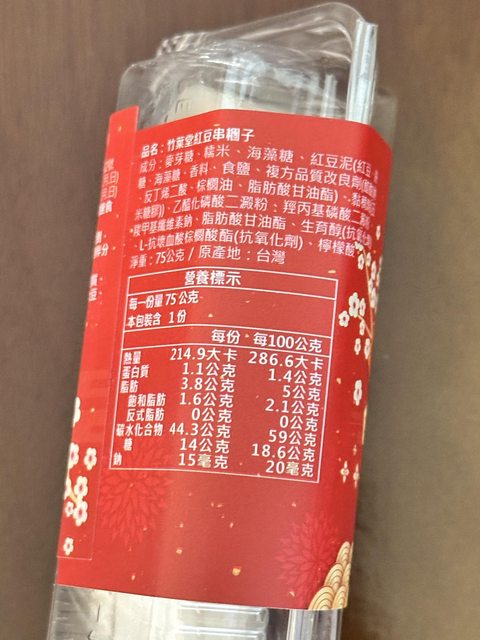 品名：竹葉堂紅豆串糰子
成分：麥芽糖、糯米、海藻糖、紅豆泥(紅豆、
糖、海藻糖、香料)、食鹽、複方品質改良劑(
、反丁烯二酸、棕櫚油、脂肪酸甘油酯)、黏
米糖膠)、乙醯化磷酸二澱粉、羥丙基磷酸二
羧甲基纖維素鈉、脂肪酸甘油酯、生育醇(抗
L-抗壞血酸棕櫚酸酯(抗氧化劑)、檸檬酸
淨重：75公克/原產地：台灣
營養標示
每一份量75公克
本包裝含 1份
每份 每100公克
熱量 214.9大卡 286.6大卡
蛋白質 1.1公克 1.4公克
脂肪 3.8公克 5公克
飽和脂肪 1.6公克 2.1公克
反式脂肪 0公克 0公克
碳水化合物 44.3公克 59公克
糖 14公克 18.6公克
鈉 15毫克 20毫克